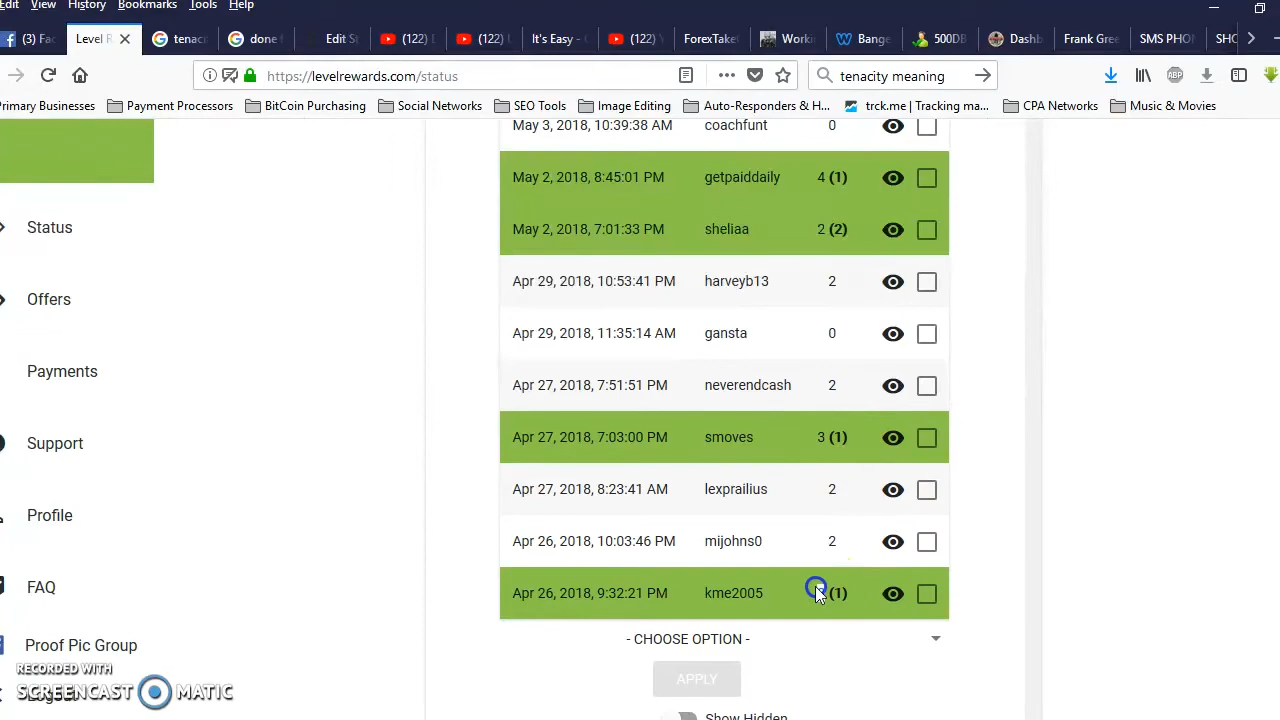 Edit View History Bookmarks Tools Help
(3) Fac Level R tenac done f Edit St (122) (122) It's Easy - (122) ForexTake Worki Bange 500DB Dashb Frank Gree SMS PHO SHO
https://levelrewards.com/status
tenacity meaning
rimary Businesses Payment Processors BitCoin Purchasing Social Networks SEO Tools Image Editing Auto-Responders & H... trck.me | Tracking ma... CPA Networks Music & Movies
May 3, 2018, 10:39:38 AM coachfunt 0
May 2, 2018, 8:45:01 PM getpaiddaily 4 (1)
May 2, 2018, 7:01:33 PM sheliaa 2 (2)
Apr 29, 2018, 10:53:41 PM harveyb13 2
Apr 29, 2018, 11:35:14 AM gansta 0
Apr 27, 2018, 7:51:51 PM neverendcash 2
Apr 27, 2018, 7:03:00 PM smoves 3 (1)
Apr 27, 2018, 8:23:41 AM lexprailius 2
Apr 26, 2018, 10:03:46 PM mijohns0 2
Apr 26, 2018, 9:32:21 PM kme2005 (1)
- CHOOSE OPTION -
APPLY
Show Hidden
Status
Offers
Payments
Support
Profile
FAQ
Proof Pic Group
Logout
RECORDED WITH
SCREENCAST MATIC